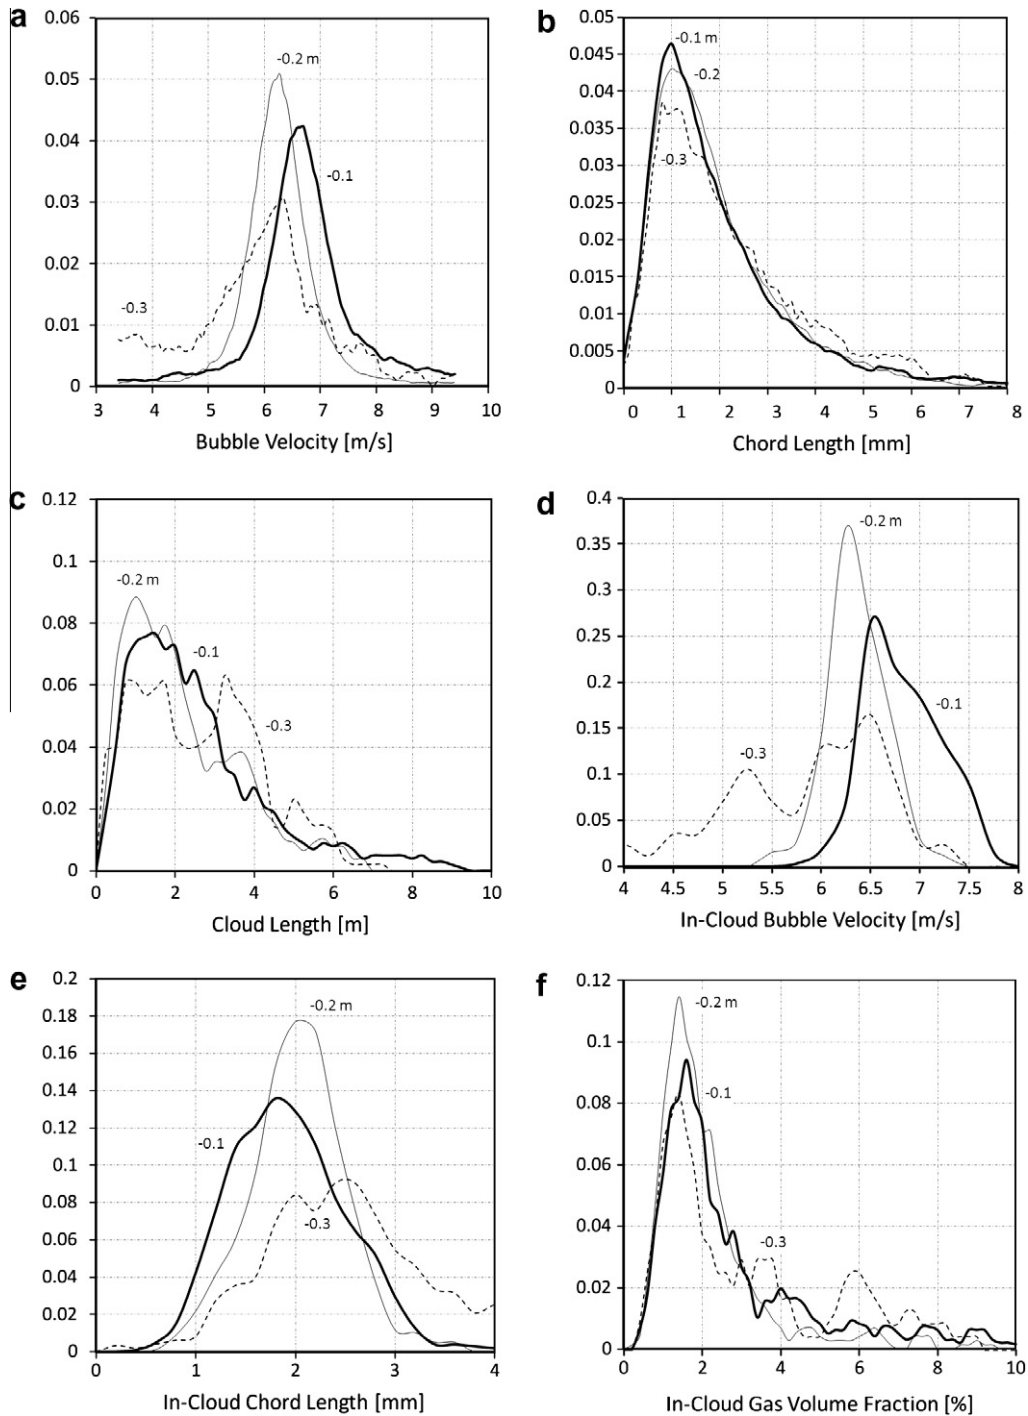 a
0.06
0.05
0.04
0.03
0.02
0.01
0
-0.2 m
-0.1
-0.3
3 4 5 6 7 8 9 10
Bubble Velocity [m/s]
b
0.05
0.045
0.04
0.035
0.03
0.025
0.02
0.015
0.01
0.005
0
-0.1 m
-0.2
-0.3
0 1 2 3 4 5 6 7 8
Chord Length [mm]
c
0.12
0.1
0.08
0.06
0.04
0.02
0
-0.2 m
-0.1
-0.3
0 2 4 6 8 10
Cloud Length [m]
d
0.4
0.35
0.3
0.25
0.2
0.15
0.1
0.05
0
-0.2 m
-0.1
-0.3
4 4.5 5 5.5 6 6.5 7 7.5 8
In-Cloud Bubble Velocity [m/s]
e
0.2
0.18
0.16
0.14
0.12
0.1
0.08
0.06
0.04
0.02
0
-0.2 m
-0.1
-0.3
0 1 2 3 4
In-Cloud Chord Length [mm]
f
0.12
0.1
0.08
0.06
0.04
0.02
0
-0.2 m
-0.1
-0.3
0 2 4 6 8 10
In-Cloud Gas Volume Fraction [%]